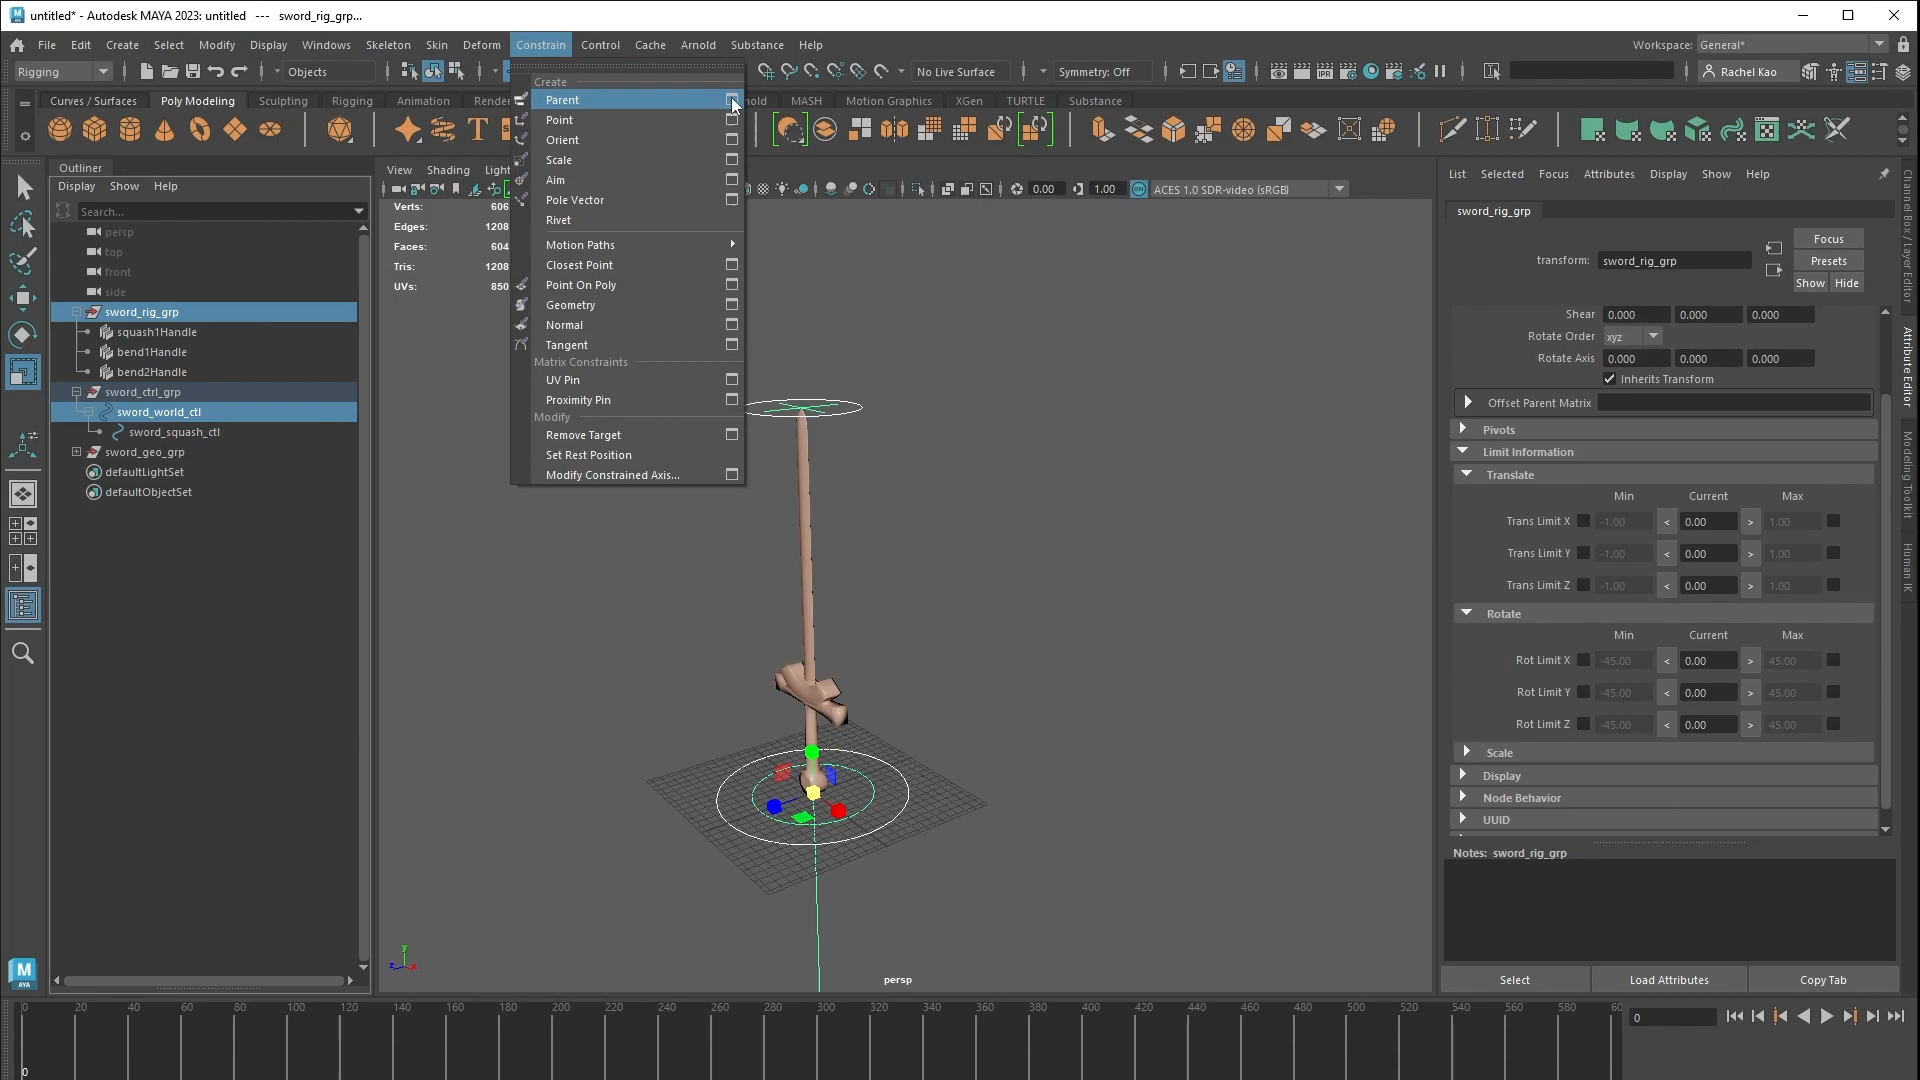 untitled* - Autodesk MAYA 2023: untitled --- sword_rig_grp...
File Edit Create Select Modify Display Windows Skeleton Skin Deform Constrain Control Cache Arnold Substance Help
Workspace: General*
Rigging
Objects
No Live Surface
Symmetry: Off
Rachel Kao
Curves / Surfaces Poly Modeling Sculpting Rigging Animation MASH Motion Graphics XGen TURTLE Substance
Outliner
Display Show Help
Search...
persp
top
front
side
sword_rig_grp
squash1Handle
bend1Handle
bend2Handle
sword_ctrl_grp
sword_world_ctl
sword_squash_ctl
sword_geo_grp
defaultLightSet
defaultObjectSet
View Shading
0.00
1.00
ACES 1.0 SDR-video (sRGB)
Verts: 606
Edges: 1208
Faces: 604
Tris: 1208
UVs: 850
Create
Parent
Point
Orient
Scale
Aim
Pole Vector
Rivet
Motion Paths
Closest Point
Point On Poly
Geometry
Normal
Tangent
Matrix Constraints
UV Pin
Proximity Pin
Modify
Remove Target
Set Rest Position
Modify Constrained Axis...
y
z x
persp
List Selected Focus Attributes Display Show Help
sword_rig_grp
transform: sword_rig_grp
Focus
Presets
Show Hide
Shear 0.000 0.000 0.000
Rotate Order xyz
Rotate Axis 0.000 0.000 0.000
Inherits Transform
Offset Parent Matrix
Pivots
Limit Information
Translate
Min Current Max
Trans Limit X -1.00 < 0.00 > 1.00
Trans Limit Y -1.00 < 0.00 > 1.00
Trans Limit Z -1.00 < 0.00 > 1.00
Rotate
Min Current Max
Rot Limit X -45.00 < 0.00 > 45.00
Rot Limit Y -45.00 < 0.00 > 45.00
Rot Limit Z -45.00 < 0.00 > 45.00
Scale
Display
Node Behavior
UUID
Notes: sword_rig_grp
Select Load Attributes Copy Tab
Channel Box / Layer Editor
Attribute Editor
Modeling Toolkit
Human IK
0 20 40 60 80 100 120 140 160 180 200 220 240 260 280 300 320 340 360 380 400 420 440 460 480 500 520 540 560 580
0
0
M
AYA